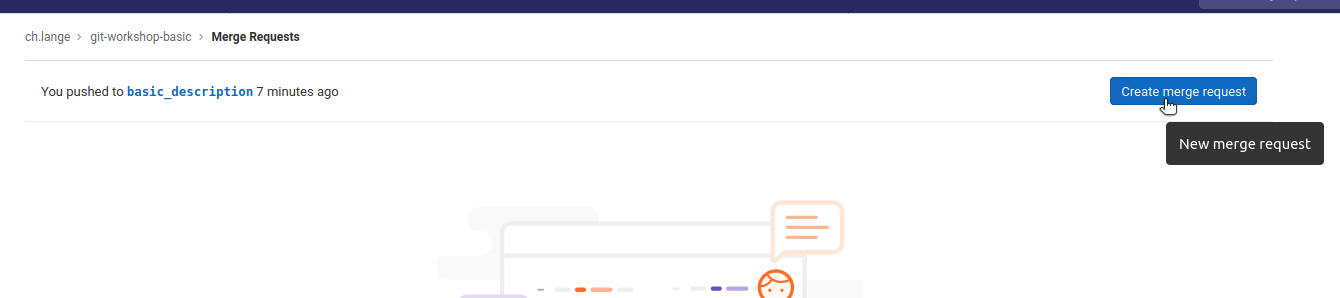 ch.lange > git-workshop-basic > Merge Requests
You pushed to basic_description 7 minutes ago
Create merge request
New merge request